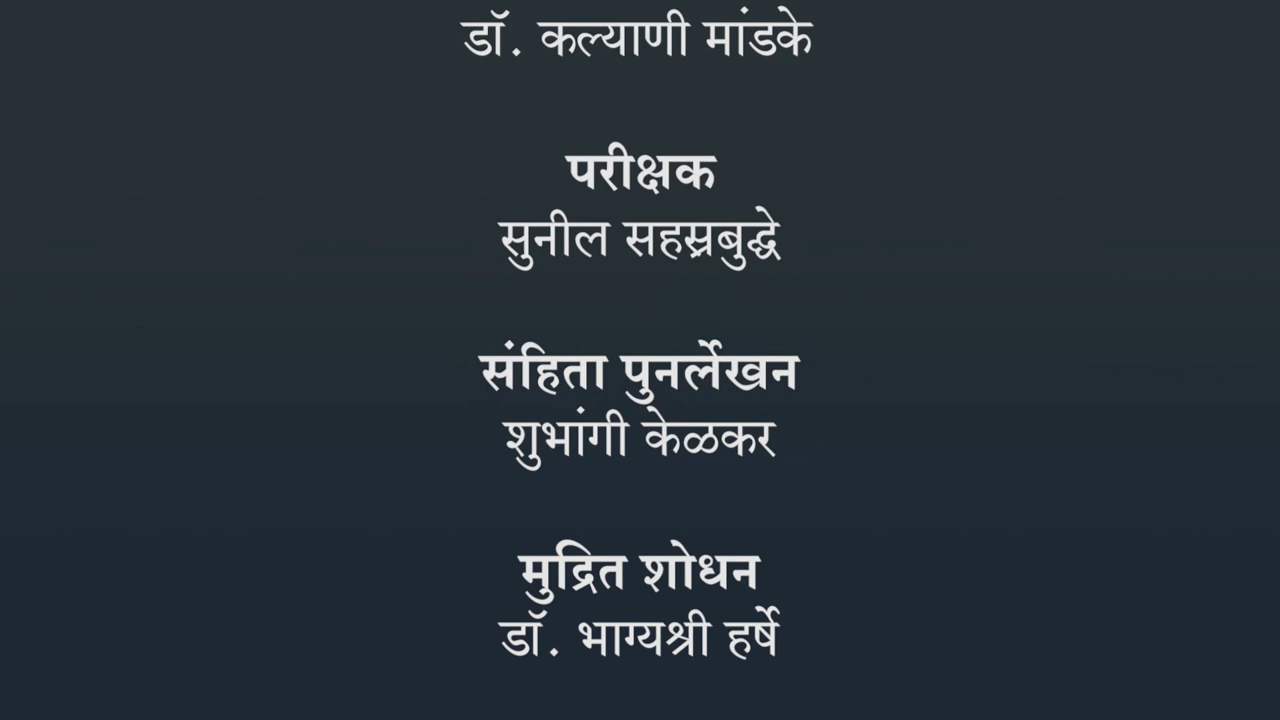 डॉ. कल्याणी मांडके
परीक्षक
सुनील सहस्रबुद्धे
संहिता पुनर्लेखन
शुभांगी केळकर
मुद्रित शोधन
डॉ. भाग्यश्री हर्षे